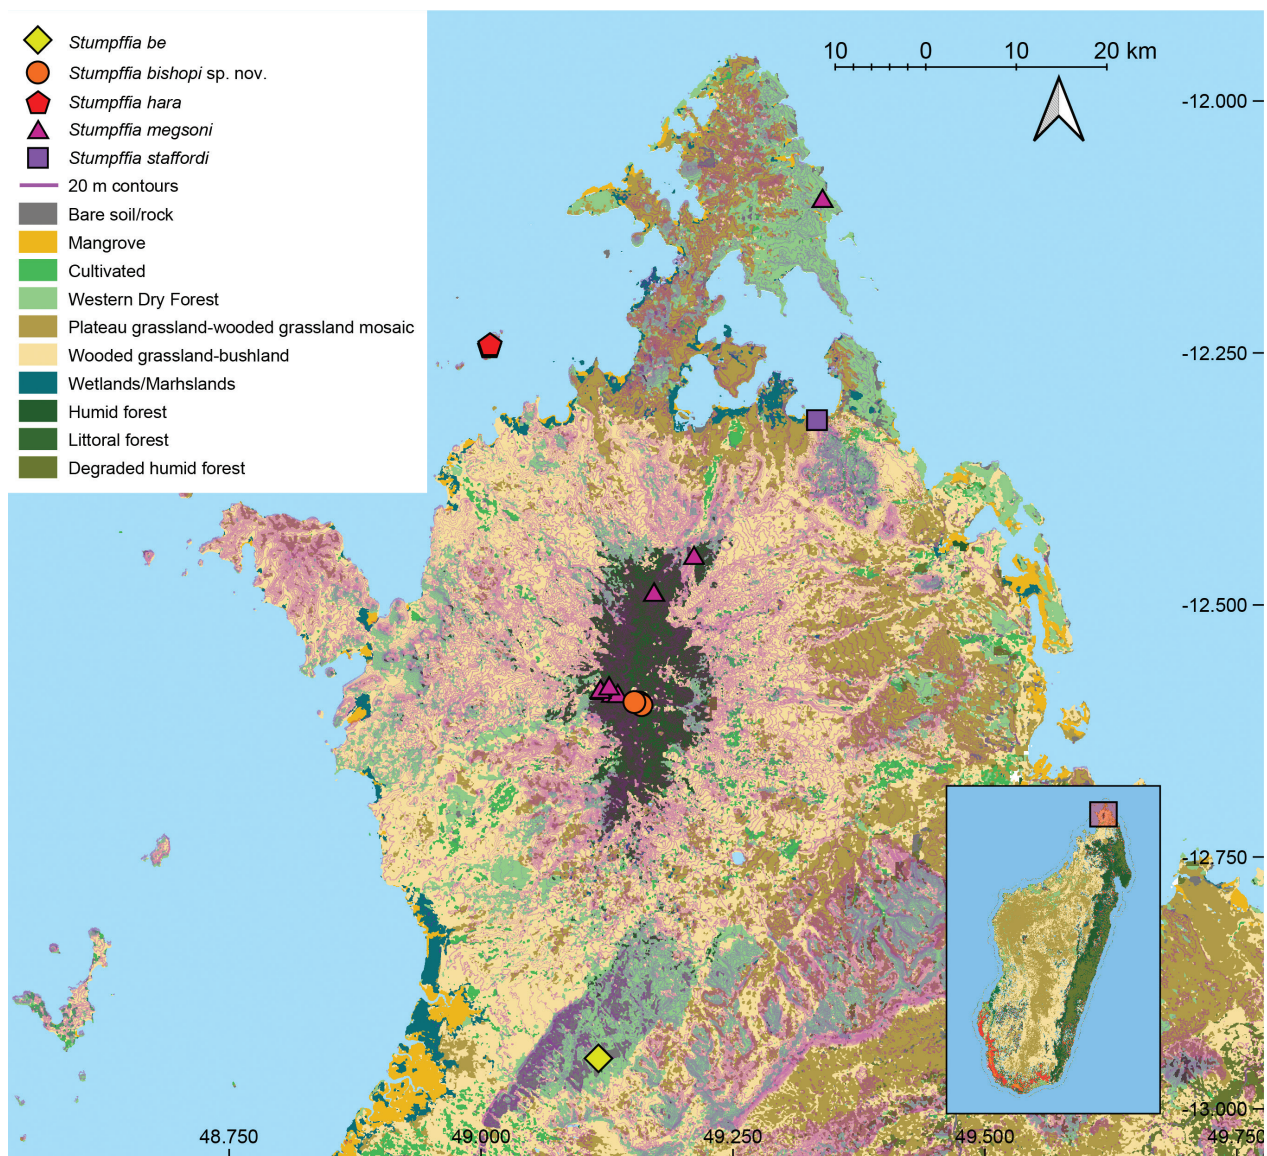 Stumpffia be
Stumpffia bishopi sp. nov.
Stumpffia hara
Stumpffia megsoni
Stumpffia staffordi
20 m contours
Bare soil/rock
Mangrove
Cultivated
Western Dry Forest
Plateau grassland-wooded grassland mosaic
Wooded grassland-bushland
Wetlands/Marhslands
Humid forest
Littoral forest
Degraded humid forest
10 0 10 20 km
-12.000
-12.250
-12.500
-12.750
-13.000
48.750 49.000 49.250 49.500 49.750